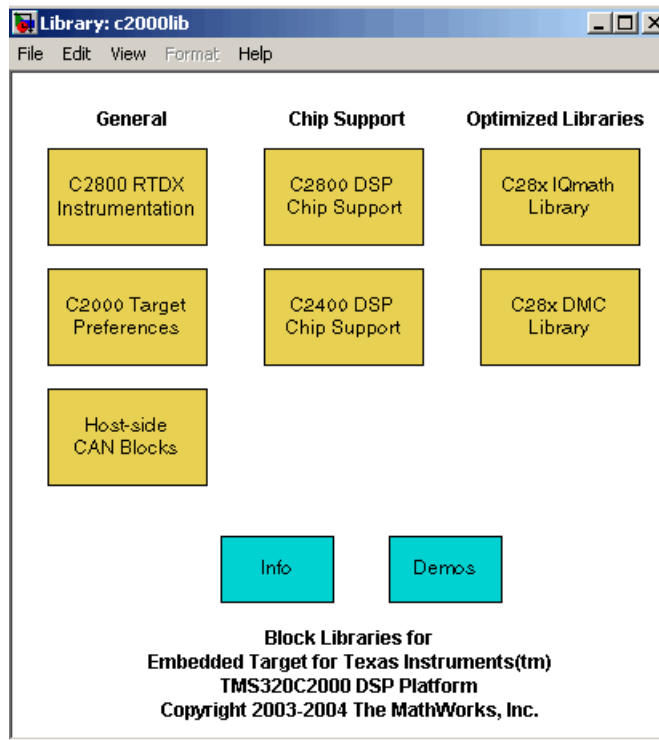 Library: c2000lib
File Edit View Format Help
General Chip Support Optimized Libraries
C2800 RTDX
Instrumentation
C2800 DSP
Chip Support
C28x IQmath
Library
C2000 Target
Preferences
C2400 DSP
Chip Support
C28x DMC
Library
Host-side
CAN Blocks
Info
Demos
Block Libraries for
Embedded Target for Texas Instruments(tm)
TMS320C2000 DSP Platform
Copyright 2003-2004 The MathWorks, Inc.